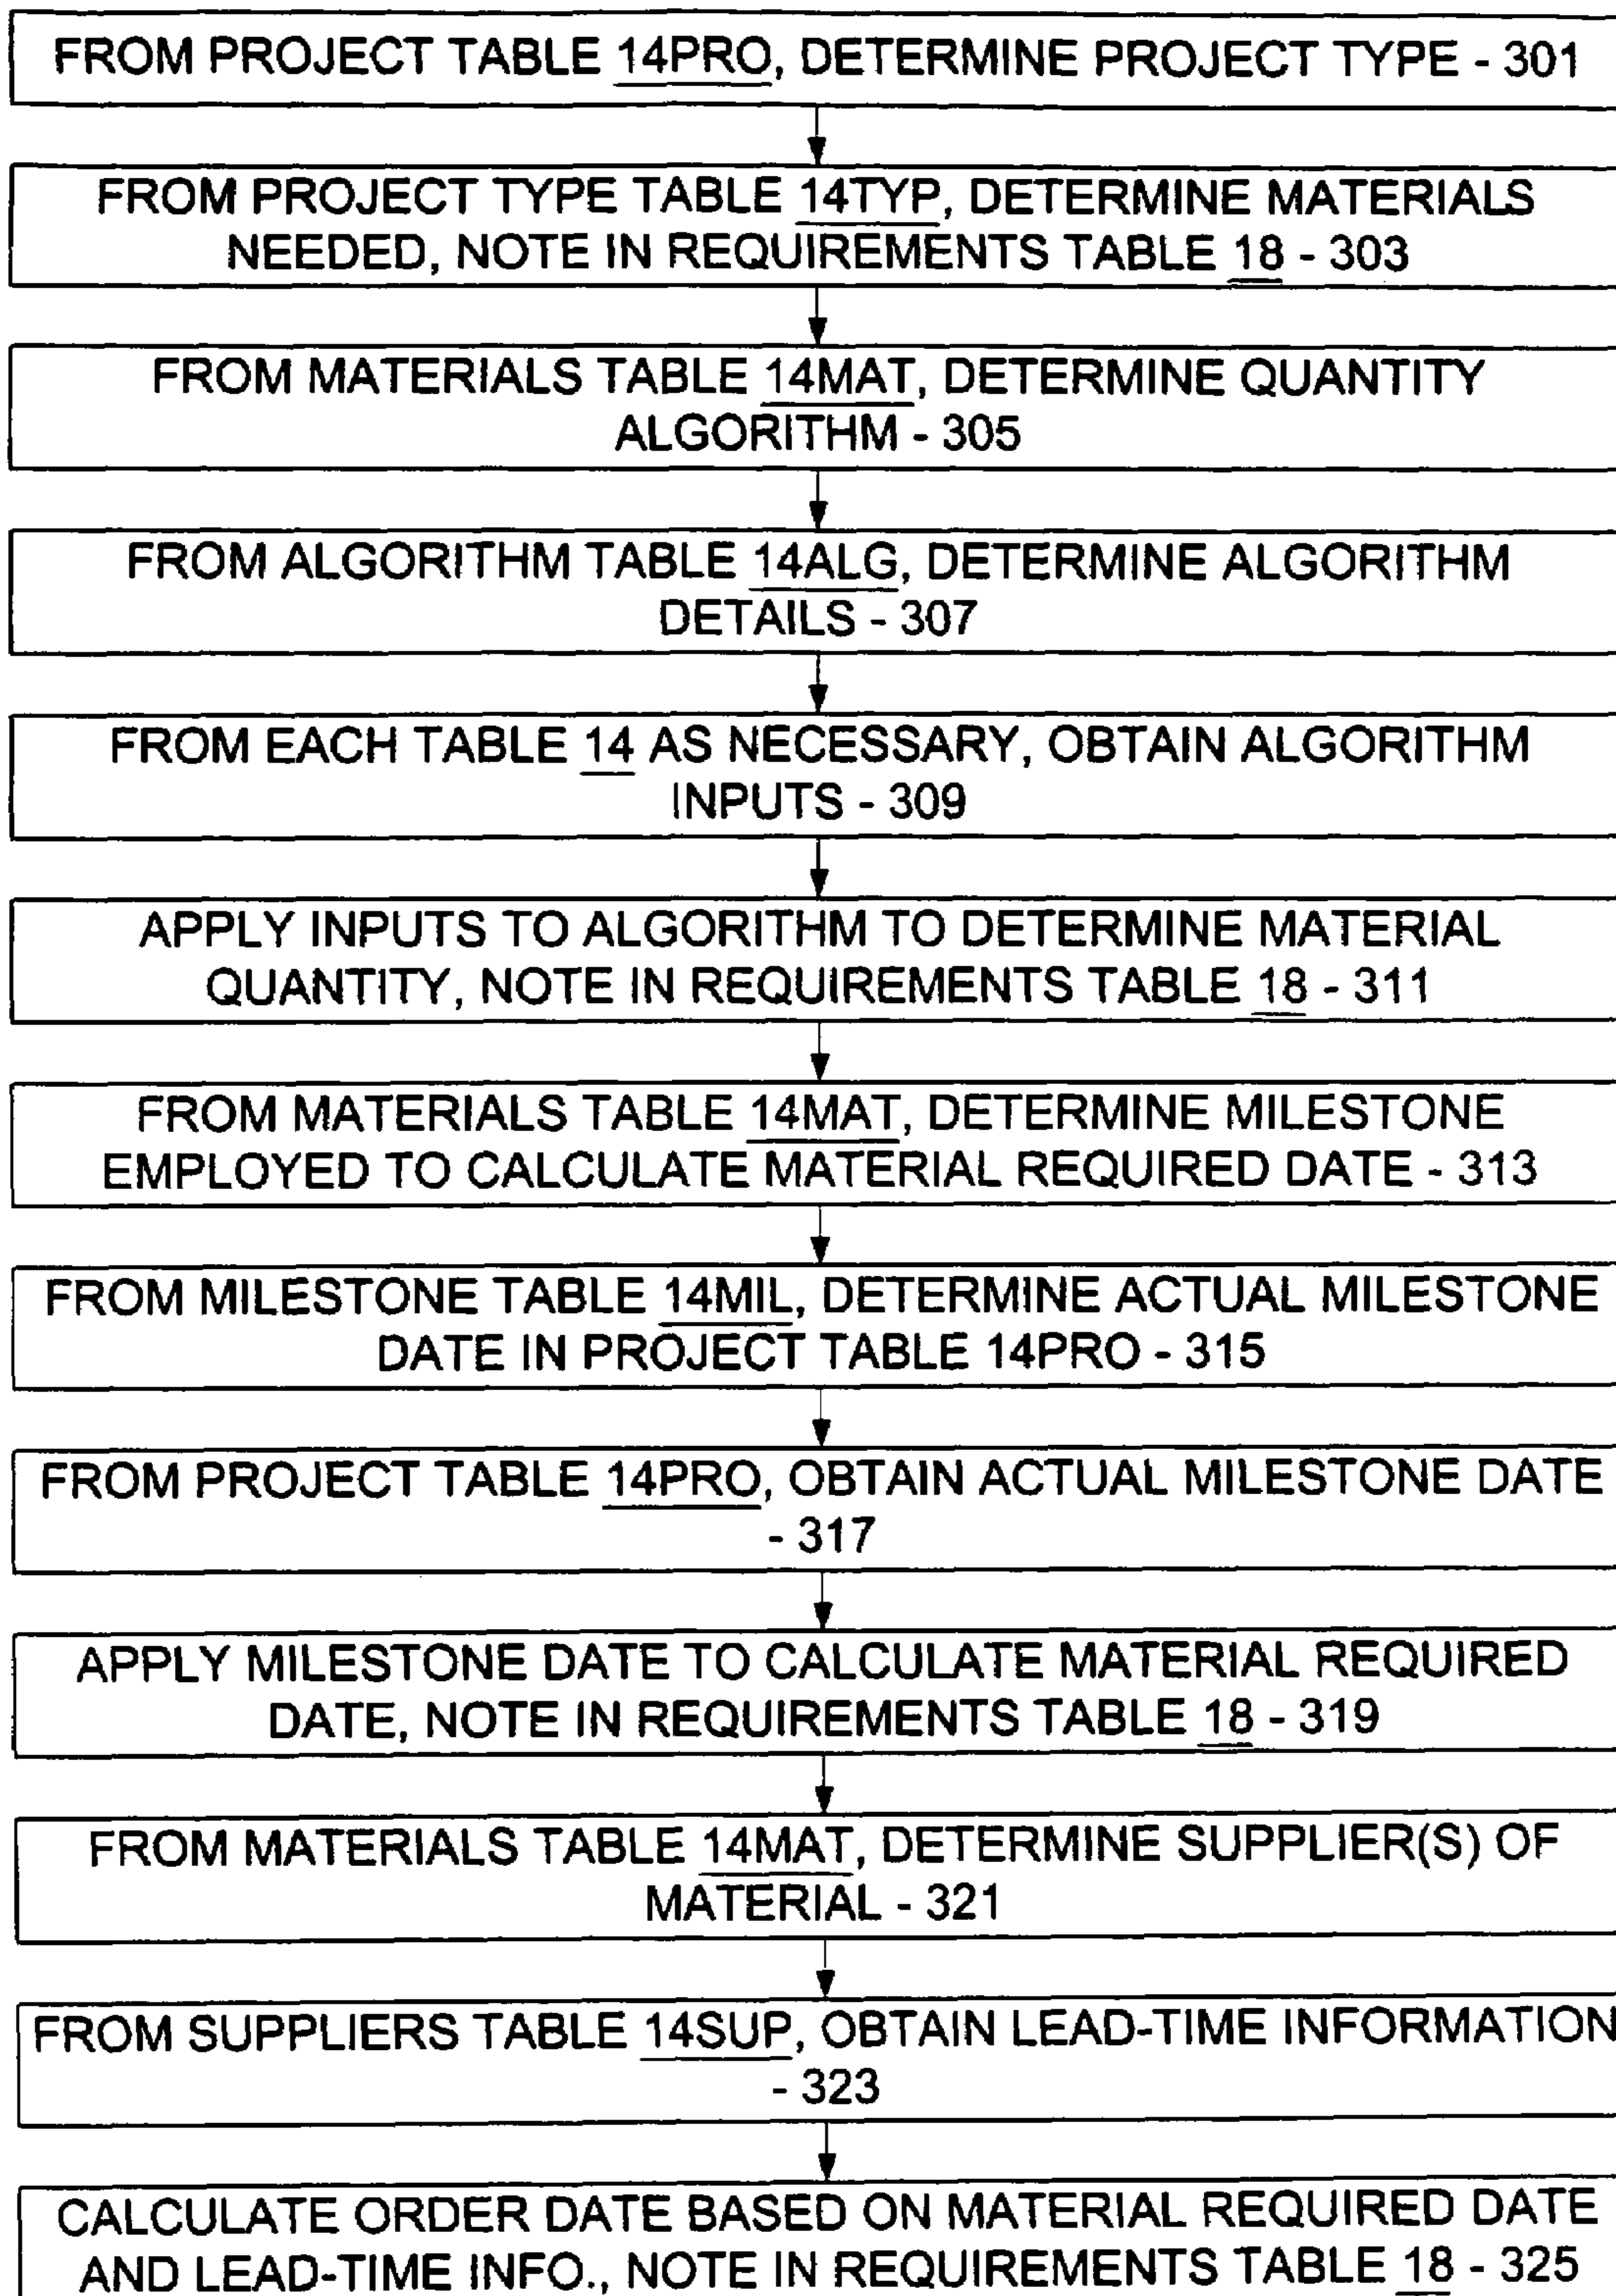 FROM PROJECT TABLE 14PRO, DETERMINE PROJECT TYPE - 301
FROM PROJECT TYPE TABLE 14TYP, DETERMINE MATERIALS
NEEDED, NOTE IN REQUIREMENTS TABLE 18 - 303
FROM MATERIALS TABLE 14MAT, DETERMINE QUANTITY
ALGORITHM - 305
FROM ALGORITHM TABLE 14ALG, DETERMINE ALGORITHM
DETAILS - 307
FROM EACH TABLE 14 AS NECESSARY, OBTAIN ALGORITHM
INPUTS - 309
APPLY INPUTS TO ALGORITHM TO DETERMINE MATERIAL
QUANTITY, NOTE IN REQUIREMENTS TABLE 18 - 311
FROM MATERIALS TABLE 14MAT, DETERMINE MILESTONE
EMPLOYED TO CALCULATE MATERIAL REQUIRED DATE - 313
FROM MILESTONE TABLE 14MIL, DETERMINE ACTUAL MILESTONE
DATE IN PROJECT TABLE 14PRO - 315
FROM PROJECT TABLE 14PRO, OBTAIN ACTUAL MILESTONE DATE
- 317
APPLY MILESTONE DATE TO CALCULATE MATERIAL REQUIRED
DATE, NOTE IN REQUIREMENTS TABLE 18 - 319
FROM MATERIALS TABLE 14MAT, DETERMINE SUPPLIER(S) OF
MATERIAL - 321
FROM SUPPLIERS TABLE 14SUP, OBTAIN LEAD-TIME INFORMATION
- 323
CALCULATE ORDER DATE BASED ON MATERIAL REQUIRED DATE
AND LEAD-TIME INFO., NOTE IN REQUIREMENTS TABLE 18 - 325